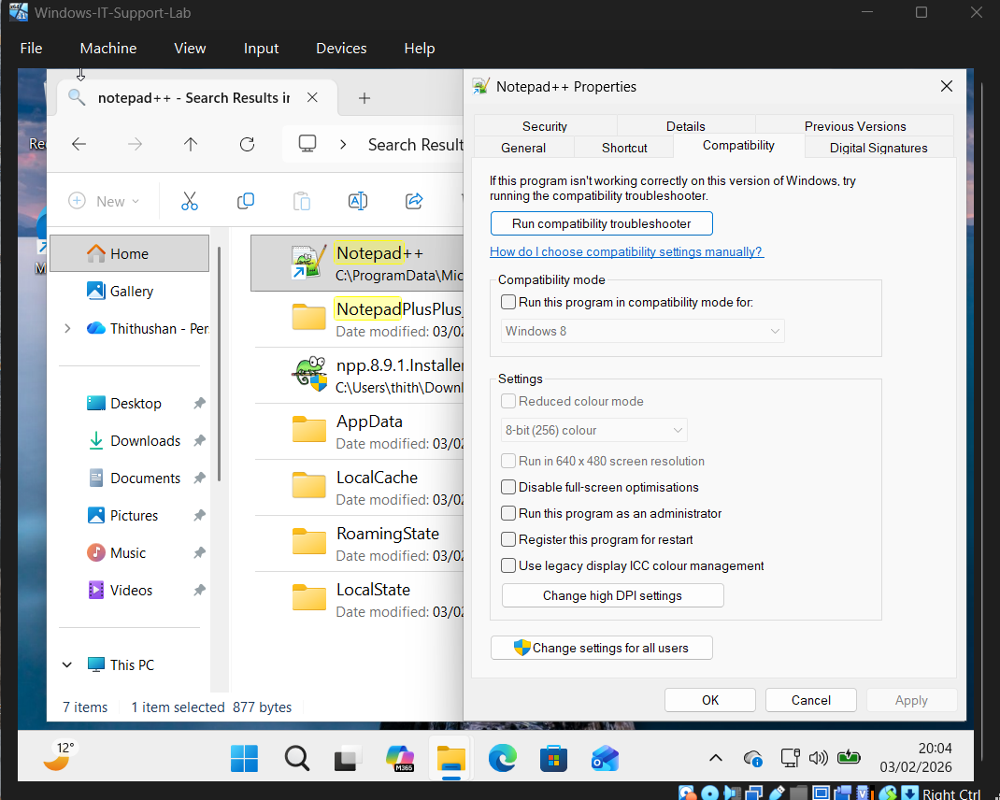 Windows-IT-Support-Lab
File Machine View Input Devices Help
notepad++ - Search Results in
Search Result
New
Home
Gallery
Thithushan - Per
Desktop
Downloads
Documents
Pictures
Music
Videos
This PC
Notepad++
C:\ProgramData\Mic
NotepadPlusPlus_
Date modified: 03/02
npp.8.9.1.Installer
C:\Users\thith\Downl
AppData
Date modified: 03/02
LocalCache
Date modified: 03/02
RoamingState
Date modified: 03/02
LocalState
Date modified: 03/02
7 items 1 item selected 877 bytes
Notepad++ Properties
Security Details Previous Versions
General Shortcut Compatibility Digital Signatures
If this program isn't working correctly on this version of Windows, try
running the compatibility troubleshooter.
Run compatibility troubleshooter
How do I choose compatibility settings manually?
Compatibility mode
Run this program in compatibility mode for:
Windows 8
Settings
Reduced colour mode
8-bit (256) colour
Run in 640 x 480 screen resolution
Disable full-screen optimisations
Run this program as an administrator
Register this program for restart
Use legacy display ICC colour management
Change high DPI settings
Change settings for all users
OK Cancel Apply
12°
M365
20:04
03/02/2026
Right Ctrl